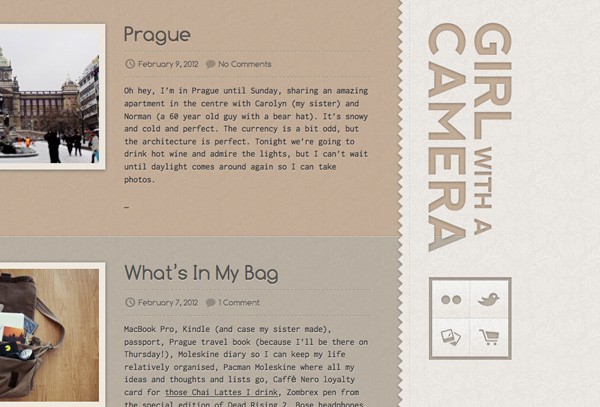 Prague
February 9, 2012 No Comments
Oh hey, I'm in Prague until Sunday, sharing an amazing
apartment in the centre with Carolyn (my sister) and
Norman (a 60 year old guy with a bear hat). It's snowy
and cold and perfect. The currency is a bit odd, but
the architecture is perfect. Tonight we're going to
drink hot wine and admire the lights, but I can't wait
until daylight comes around again so I can take
photos.
—
What's In My Bag
February 7, 2012 1 Comment
MacBook Pro, Kindle (and case my sister made),
passport, Prague travel book (because I'll be there on
Thursday!), Moleskine diary so I can keep my life
relatively organised, Pacman Moleskine where all my
ideas and thoughts and lists go, Caffè Nero loyalty
card for those Chai Lattes I drink, Zombrex pen from
the special edition of Dead Rising 2, Bose headphones,
GIRL
WITH A
CAMERA